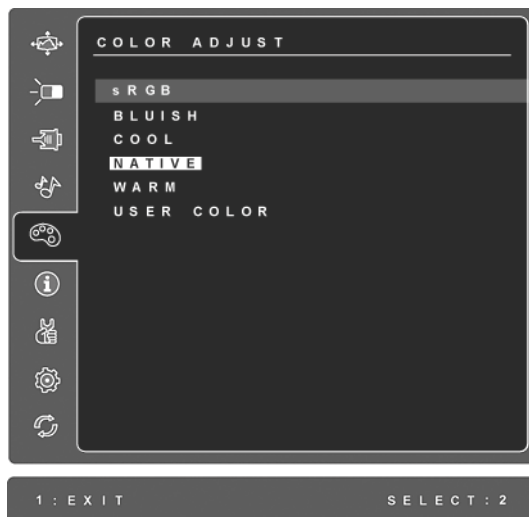 COLOR ADJUST
sRGB
BLUISH
COOL
NATIVE
WARM
USER COLOR
1:EXIT
SELECT:2